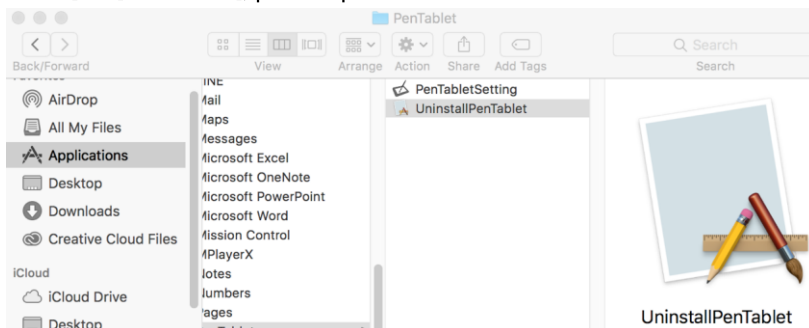 PenTablet
Search
Back/Forward
View
Arrange
Action
Share
Add Tags
Search
AirDrop
All My Files
Applications
Desktop
Downloads
Creative Cloud Files
iCloud
iCloud Drive
Desktop
INE
Mail
Maps
Messages
Microsoft Excel
Microsoft OneNote
Microsoft PowerPoint
Microsoft Word
Mission Control
MPlayerX
Notes
Numbers
Pages
PenTabletSetting
UninstallPenTablet
UninstallPenTablet